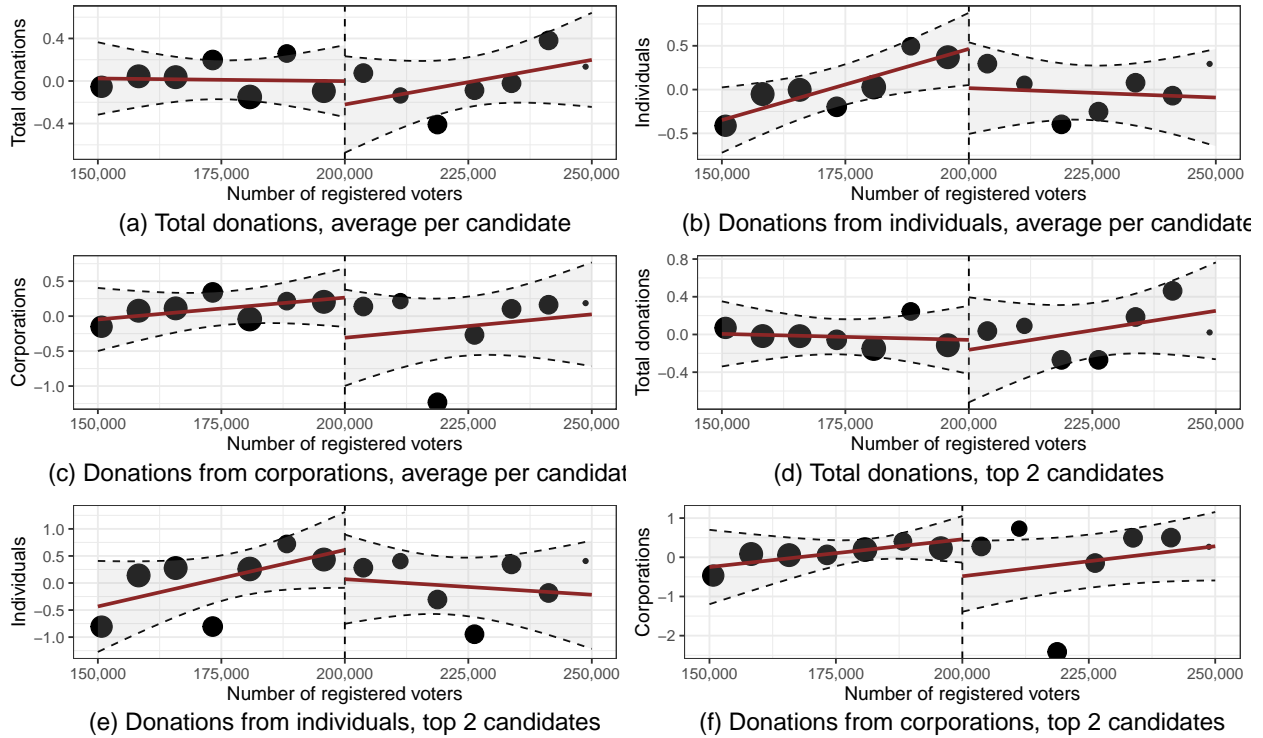 Total donations
0.4
0.0
−0.4
150,000 175,000 200,000 225,000 250,000
Number of registered voters
(a) Total donations, average per candidate
Individuals
0.5
0.0
−0.5
150,000 175,000 200,000 225,000 250,000
Number of registered voters
(b) Donations from individuals, average per candidate
Corporations
0.5
0.0
−0.5
−1.0
150,000 175,000 200,000 225,000 250,000
Number of registered voters
(c) Donations from corporations, average per candidat
Total donations
0.8
0.4
0.0
−0.4
150,000 175,000 200,000 225,000 250,000
Number of registered voters
(d) Total donations, top 2 candidates
Individuals
1.0
0.5
0.0
−0.5
−1.0
150,000 175,000 200,000 225,000 250,000
Number of registered voters
(e) Donations from individuals, top 2 candidates
Corporations
1
0
−1
−2
150,000 175,000 200,000 225,000 250,000
Number of registered voters
(f) Donations from corporations, top 2 candidates